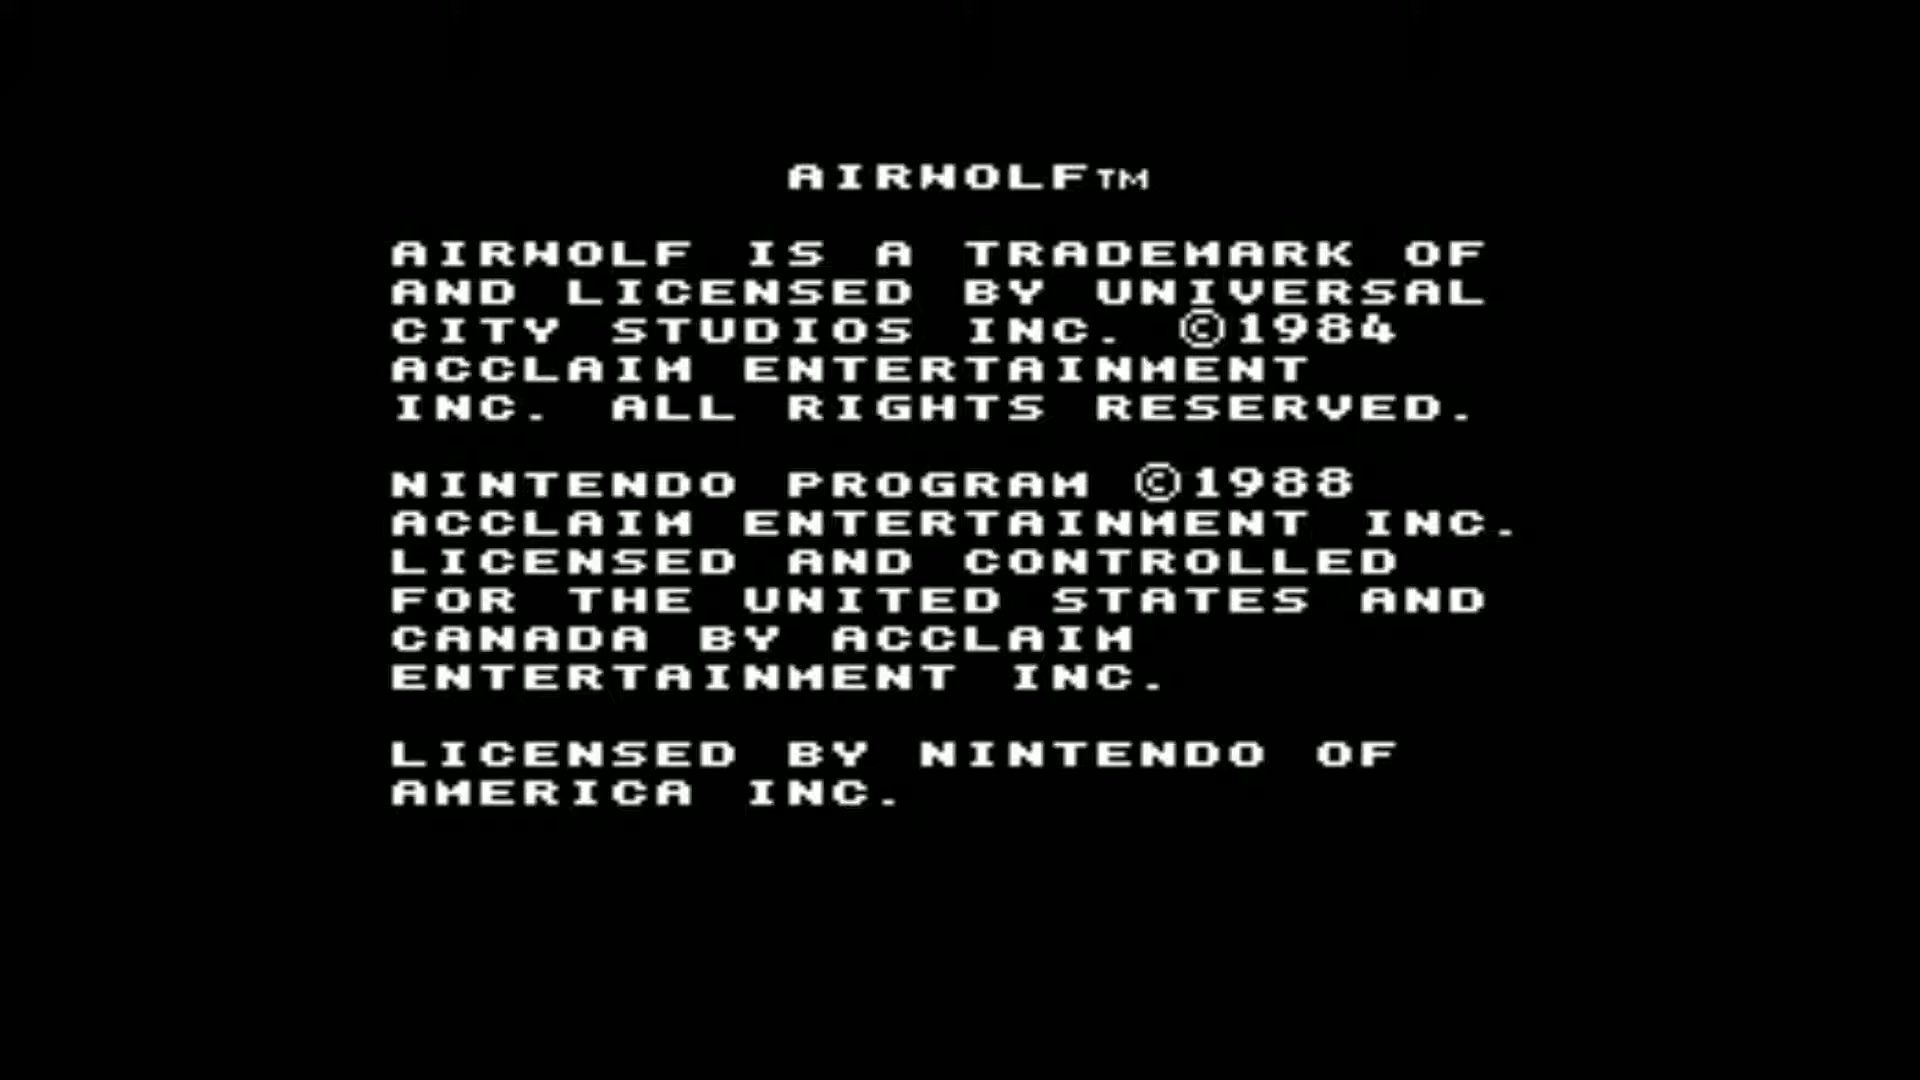 AIRWOLF™
AIRWOLF IS A TRADEMARK OF
AND LICENSED BY UNIVERSAL
CITY STUDIOS INC. ©1984
ACCLAIM ENTERTAINMENT
INC. ALL RIGHTS RESERVED.
NINTENDO PROGRAM ©1988
ACCLAIM ENTERTAINMENT INC.
LICENSED AND CONTROLLED
FOR THE UNITED STATES AND
CANADA BY ACCLAIM
ENTERTAINMENT INC.
LICENSED BY NINTENDO OF
AMERICA INC.